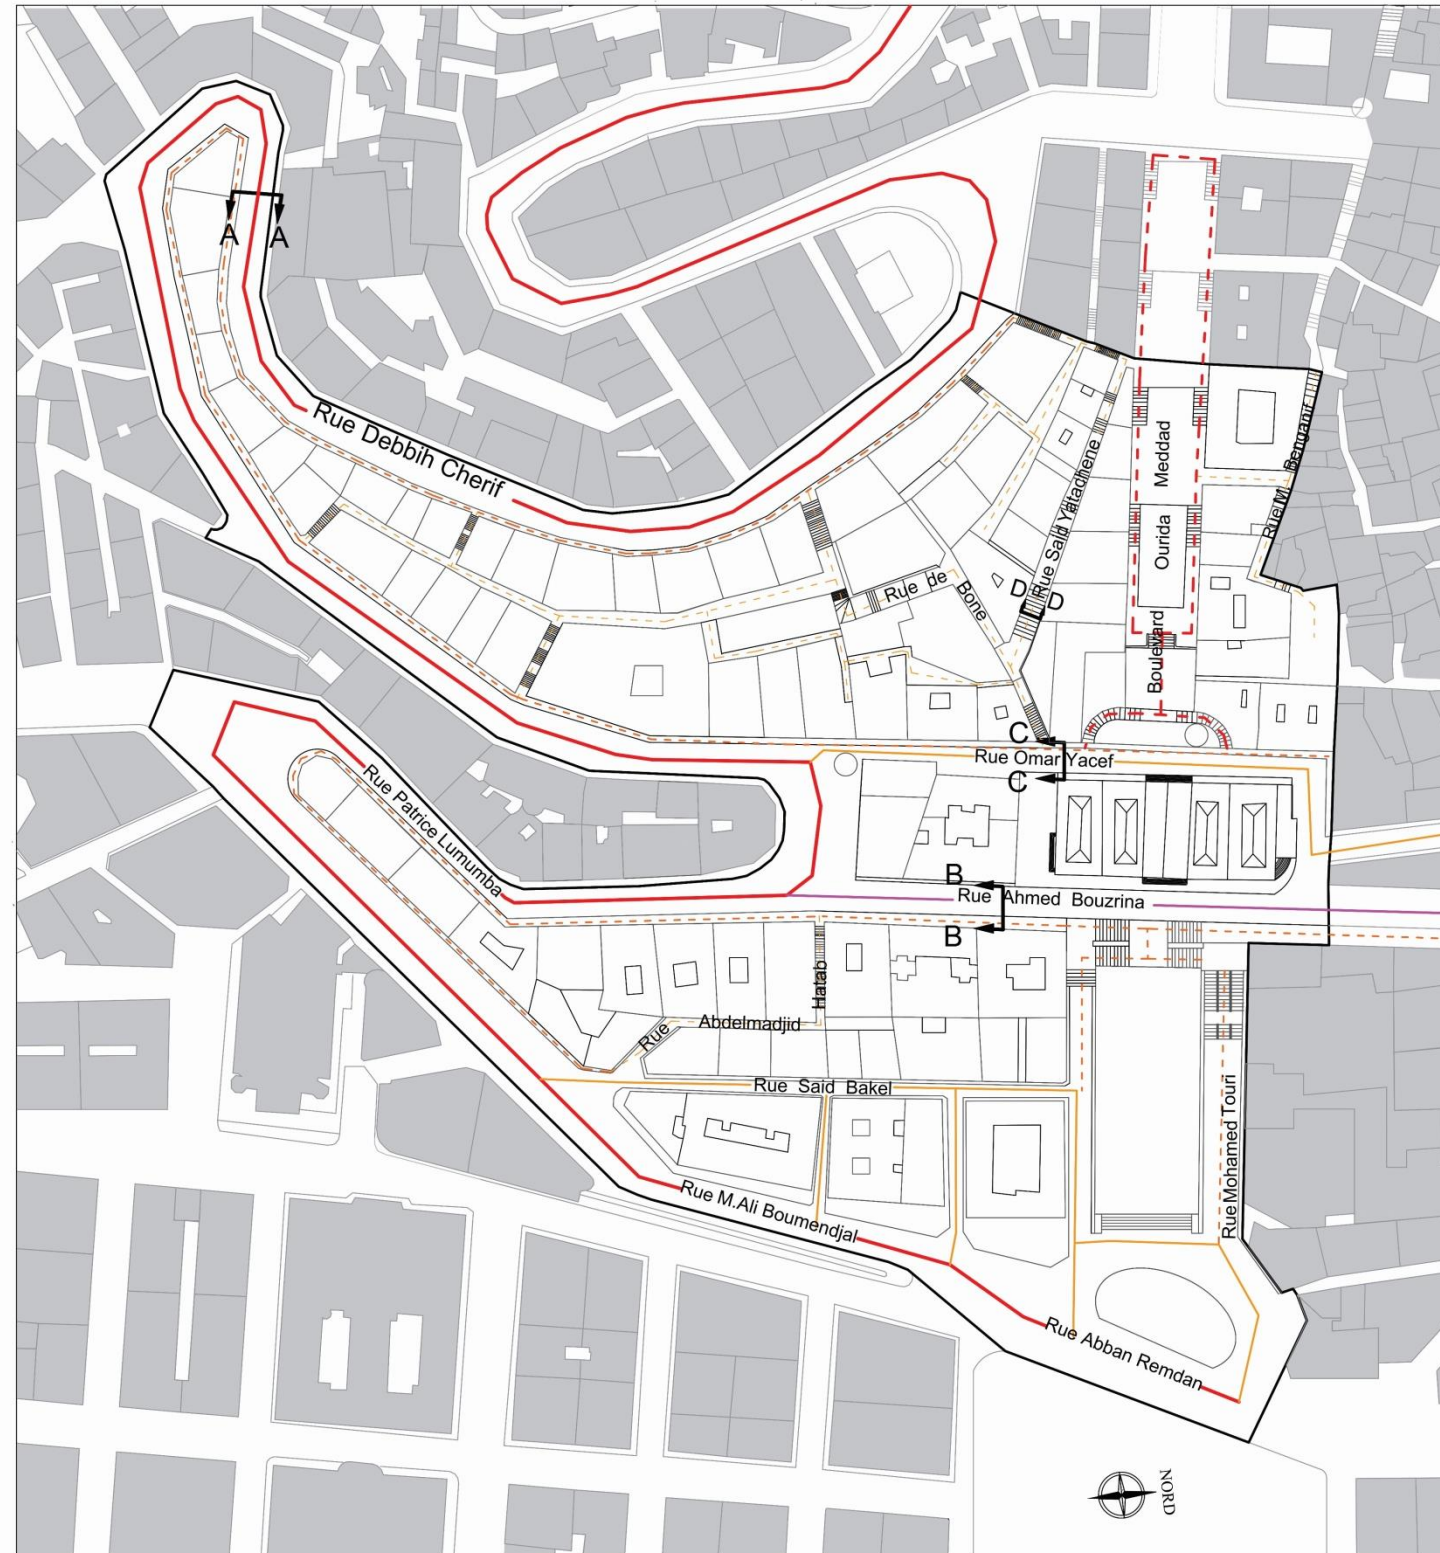 A A
Rue Debbih Cherif
Meddad
Ourida
Boulevard
Rue M. Benganif
Rue Said Yatadhene
D D
Rue de
Bone
C
Rue Omar Yacef
C
Rue Patrice Lumumba
B
Rue Ahmed Bouzrina
B
Hatab
Abdelmadjid
Rue
Rue Said Bakel
Rue Mohamed Touri
Rue M.Ali Boumendjal
Rue Abban Remdan
NORD